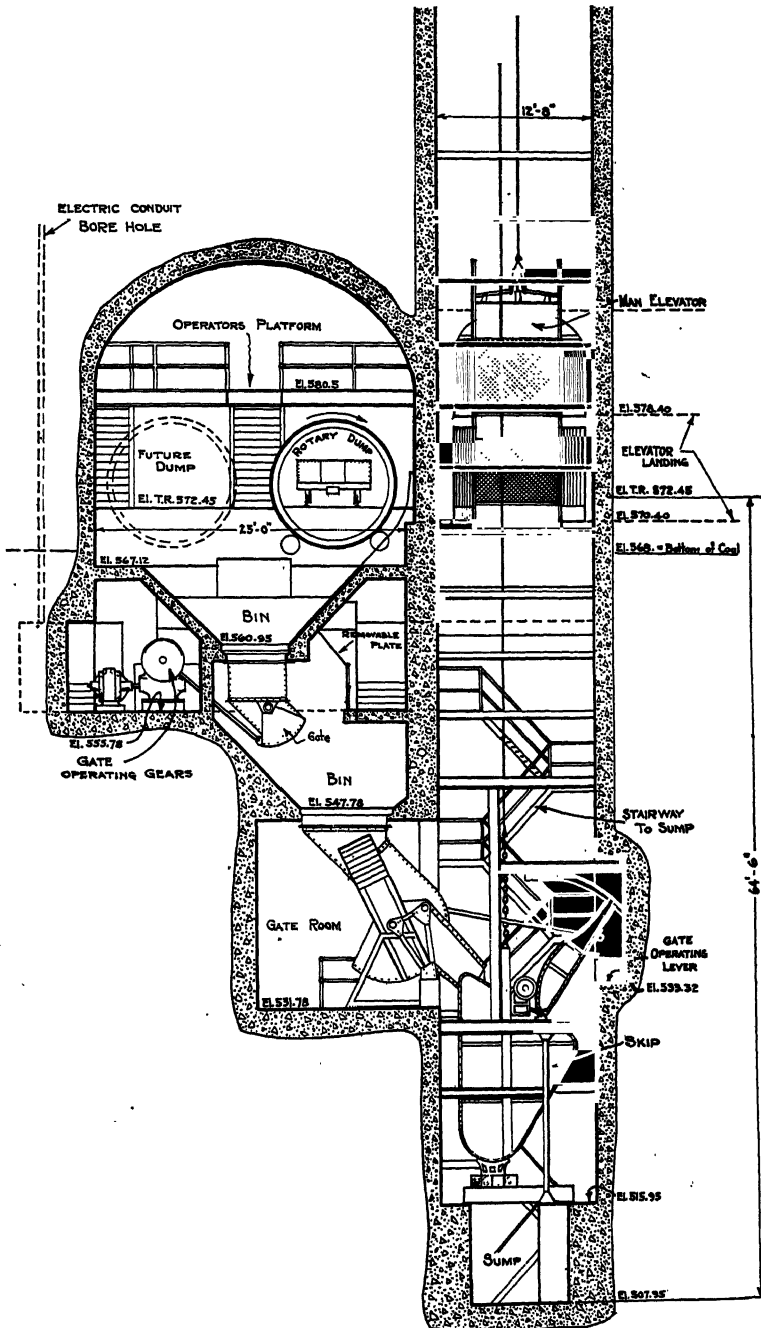 12'-8"
ELECTRIC CONDUIT
BORE HOLE
MAN ELEVATOR
OPERATORS PLATFORM
El. 580.5
El. 578.40
ROTARY DUMP
FUTURE
DUMP
ELEVATOR
LANDING
El. T.R. 572.45
El. T.R. 572.45
El. 570.40
25'-0"
El. 568. = Bottom of Coal
El. 567.12
BIN
REMOVABLE
PLATE
El. 560.95
Gate
El. 555.78
GATE
OPERATING GEARS
BIN
El. 547.78
STAIRWAY
TO SUMP
64'-6"
GATE ROOM
GATE
OPERATING
LEVER
El. 539.32
El. 531.78
SKIP
El. 515.95
SUMP
El. 507.95